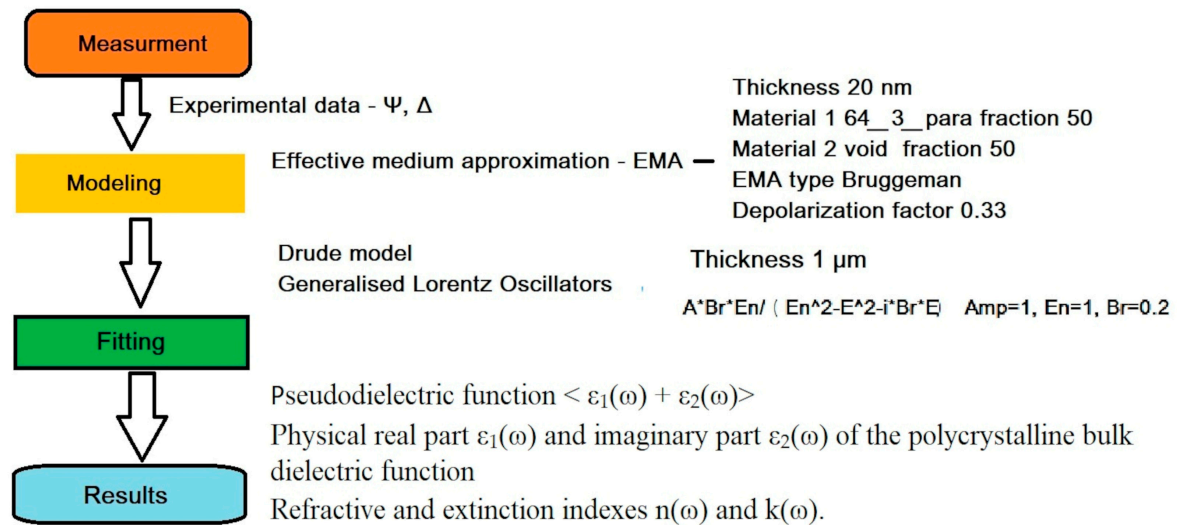 Measurment
Experimental data - Ψ, Δ
Modeling
Effective medium approximation - EMA
Thickness 20 nm
Material 1 64__3_para fraction 50
Material 2 void fraction 50
EMA type Bruggeman
Depolarization factor 0.33
Drude model
Generalised Lorentz Oscillators
Thickness 1 μm
A*Br*En/ ( En^2-E^2-i*Br*E) Amp=1, En=1, Br=0.2
Fitting
Pseudodielectric function < ε₁(ω) + ε₂(ω)>
Physical real part ε₁(ω) and imaginary part ε₂(ω) of the polycrystalline bulk
dielectric function
Refractive and extinction indexes n(ω) and k(ω).
Results